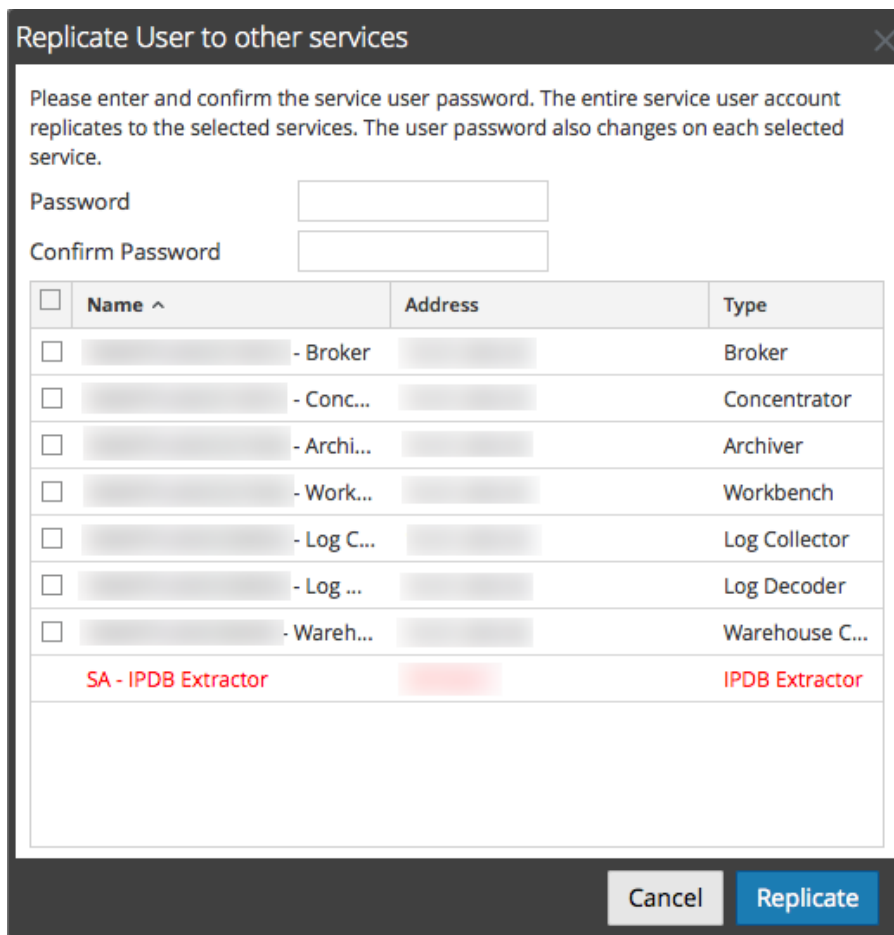 Replicate User to other services
Please enter and confirm the service user password. The entire service user account
replicates to the selected services. The user password also changes on each selected
service.
Password
Confirm Password
Name Address Type
- Broker Broker
- Conc... Concentrator
- Archi... Archiver
- Work... Workbench
- Log C... Log Collector
- Log ... Log Decoder
- Wareh... Warehouse C...
SA - IPDB Extractor IPDB Extractor
Cancel Replicate